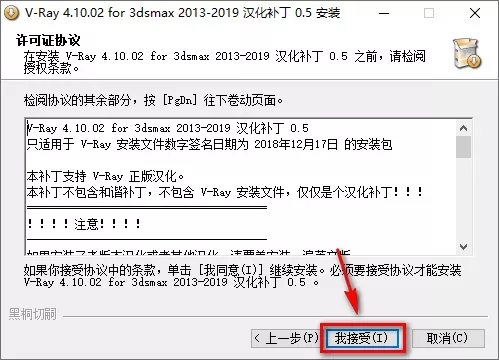 V-Ray 4.10.02 for 3dsmax 2013-2019 汉化补丁 0.5 安装
许可证协议
在安装 V-Ray 4.10.02 for 3dsmax 2013-2019 汉化补丁 0.5 之前，请检阅
授权条款。
检阅协议的其余部分，按 [PgDn] 往下卷动页面。
V-Ray 4.10.02 for 3dsmax 2013-2019 汉化补丁 0.5
只适用于 V-Ray 安装文件数字签名日期为 2018年12月17日 的安装包
本补丁支持 V-Ray 正版汉化。
本补丁不包含和谐补丁，不包含 V-Ray 安装文件，仅仅是个汉化补丁！！！
！！！！注意！！！！
如果你接受协议中的条款，单击 [我同意(I)] 继续安装。必须要接受协议才能安装
V-Ray 4.10.02 for 3dsmax 2013-2019 汉化补丁 0.5 。
黑桐切嗣
< 上一步(P)
我接受(I)
取消(C)